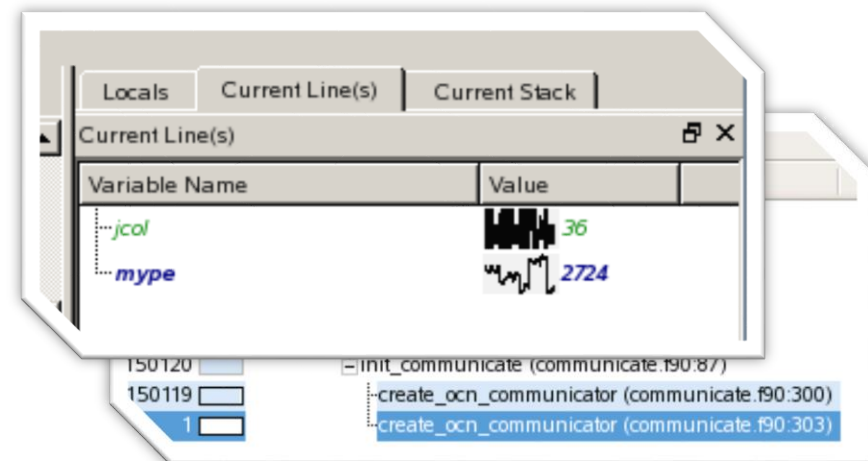 Locals Current Line(s) Current Stack
Current Line(s)
Variable Name Value
jcol 36
mype 2724
150120 init_communicate (communicate.f90:87)
150119 create_ocn_communicator (communicate.f90:300)
1 create_ocn_communicator (communicate.f90:303)